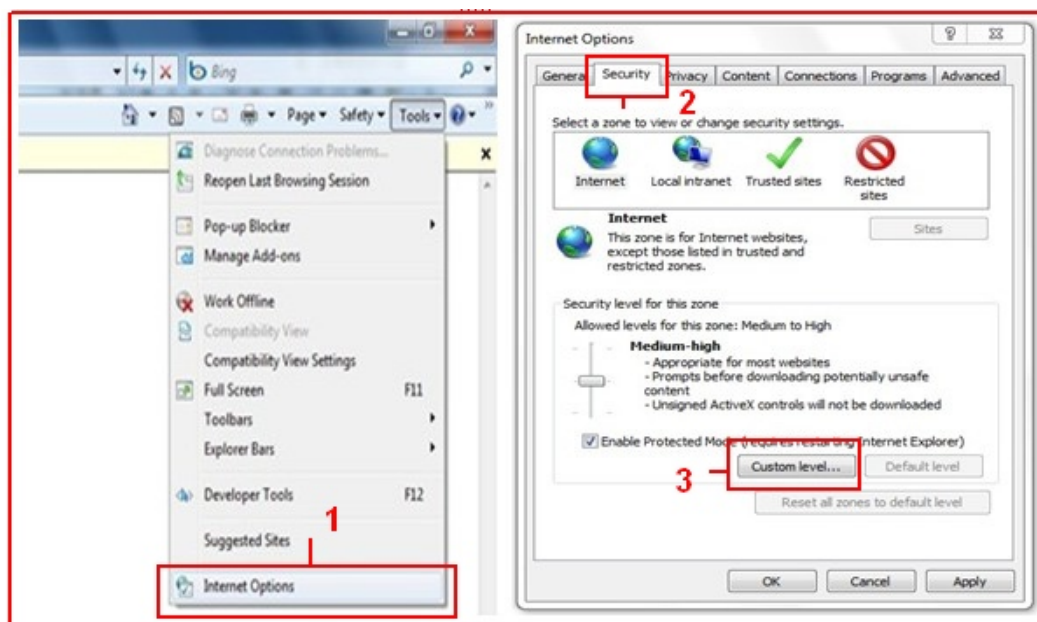 Bing
Page
Safety
Tools
Diagnose Connection Problems...
Reopen Last Browsing Session
Pop-up Blocker
Manage Add-ons
Work Offline
Compatibility View
Compatibility View Settings
Full Screen F11
Toolbars
Explorer Bars
Developer Tools F12
1
Suggested Sites
Internet Options
Internet Options
General Security Privacy Content Connections Programs Advanced
2
Select a zone to view or change security settings.
Internet Local intranet Trusted sites Restricted
sites
Internet
Sites
This zone is for Internet websites,
except those listed in trusted and
restricted zones.
Security level for this zone
Allowed levels for this zone: Medium to High
Medium-high
- Appropriate for most websites
- Prompts before downloading potentially unsafe
content
- Unsigned ActiveX controls will not be downloaded
Enable Protected Mode (requires restarting Internet Explorer)
3
Custom level... Default level
Reset all zones to default level
OK Cancel Apply